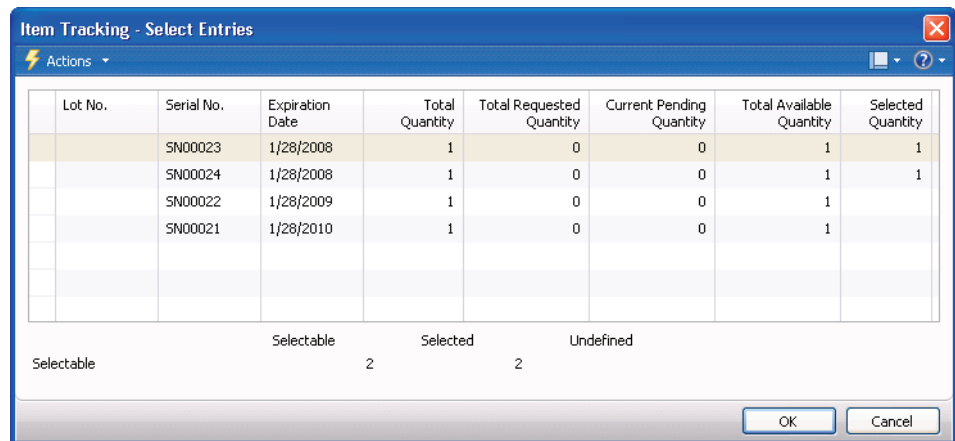 Item Tracking - Select Entries
Actions
Lot No. Serial No. Expiration Date Total Quantity Total Requested Quantity Current Pending Quantity Total Available Quantity Selected Quantity
SN00023 1/28/2008 1 0 0 1 1
SN00024 1/28/2008 1 0 0 1 1
SN00022 1/28/2009 1 0 0 1
SN00021 1/28/2010 1 0 0 1
Selectable Selected Undefined
Selectable 2 2
OK Cancel